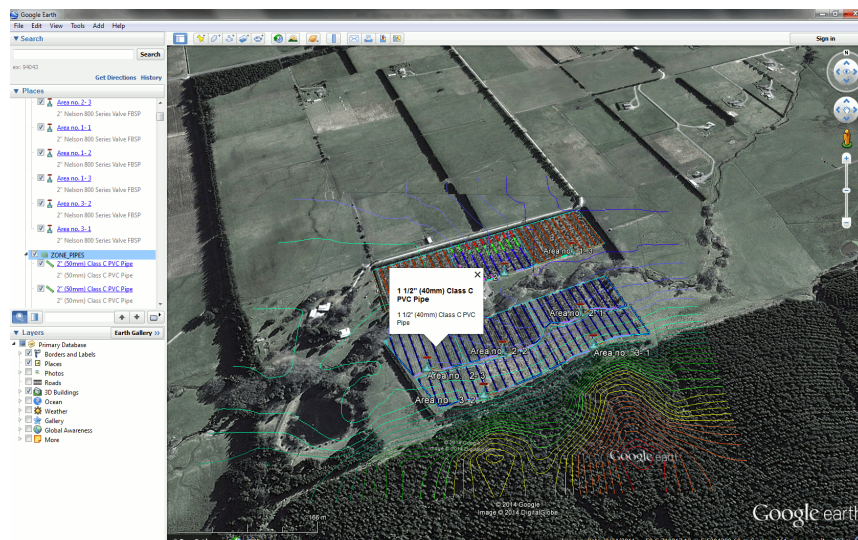 Google Earth
File Edit View Tools Add Help
▼ Search
Sign in
Search
ex: 94043
Get Directions History
▼ Places
Area no. 2- 3
2" Nelson 800 Series Valve FBSP
Area no. 1- 1
2" Nelson 800 Series Valve FBSP
Area no. 1- 2
2" Nelson 800 Series Valve FBSP
Area no. 1- 3
2" Nelson 800 Series Valve FBSP
Area no. 3- 2
2" Nelson 800 Series Valve FBSP
Area no. 3- 1
2" Nelson 800 Series Valve FBSP
ZONE_PIPES
2" (50mm) Class C PVC Pipe
2" (50mm) Class C PVC Pipe
2" (50mm) Class C PVC Pipe
2" (50mm) Class C PVC Pipe
▼ Layers
Earth Gallery >>
Primary Database
Borders and Labels
Places
Photos
Roads
3D Buildings
Ocean
Weather
Gallery
Global Awareness
More
N
Area no. 1- 3
1 1/2" (40mm) Class C
PVC Pipe
1 1/2" (40mm) Class C PVC
Pipe
Area no. 2- 1
Area no. 2- 2
Area no. 3- 1
Area no. 2- 3
Area no. 3- 2
Google earth
© 2014 Google
Image © 2014 DigitalGlobe
Google earth